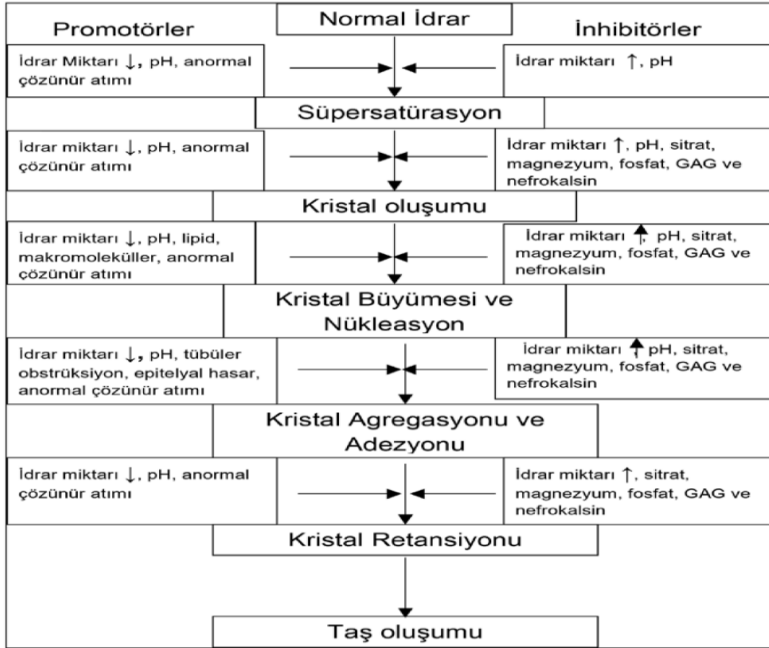 Promotörler
Normal İdrar
İnhibitörler
İdrar Miktarı ↓, pH, anormal
çözünür atımı
İdrar miktarı ↑, pH
Süpersatürasyon
İdrar miktarı ↓, pH, anormal
çözünür atımı
İdrar miktarı ↑, pH, sitrat,
magnezyum, fosfat, GAG ve
nefrokalsin
Kristal oluşumu
İdrar miktarı ↓, pH, lipid,
makromoleküller, anormal
çözünür atımı
İdrar miktarı ↑, pH, sitrat,
magnezyum, fosfat, GAG ve
nefrokalsin
Kristal Büyümesi ve
Nükleasyon
İdrar miktarı ↓, pH, tübüler
obstrüksiyon, epitelyal hasar,
anormal çözünür atımı
İdrar miktarı ↑, pH, sitrat,
magnezyum, fosfat, GAG ve
nefrokalsin
Kristal Agregasyonu ve
Adezyonu
İdrar miktarı ↓, pH, anormal
çözünür atımı
İdrar miktarı ↑, sitrat,
magnezyum, fosfat, GAG ve
nefrokalsin
Kristal Retansiyonu
Taş oluşumu